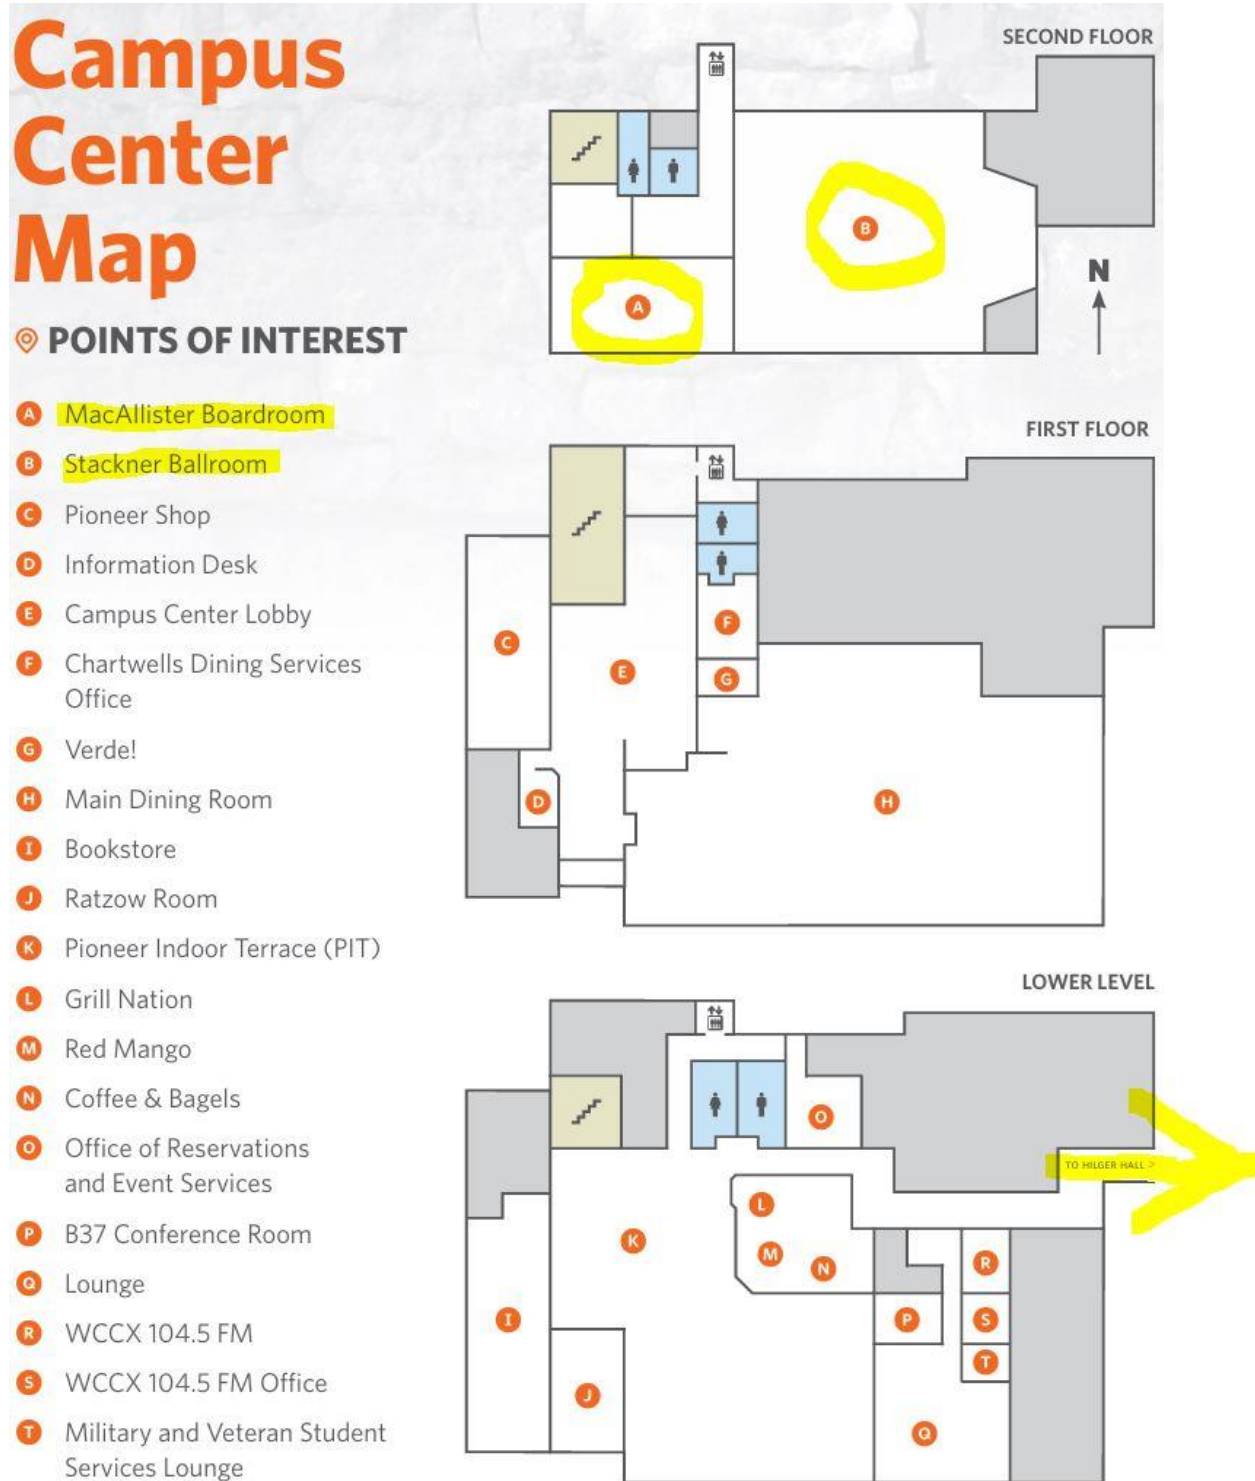 Campus
Center
Map
POINTS OF INTEREST
A MacAllister Boardroom
B Stackner Ballroom
C Pioneer Shop
D Information Desk
E Campus Center Lobby
F Chartwells Dining Services
Office
G Verde!
H Main Dining Room
I Bookstore
J Ratzow Room
K Pioneer Indoor Terrace (PIT)
L Grill Nation
M Red Mango
N Coffee & Bagels
O Office of Reservations
and Event Services
P B37 Conference Room
Q Lounge
R WCCX 104.5 FM
S WCCX 104.5 FM Office
T Military and Veteran Student
Services Lounge
SECOND FLOOR
B
N
A
FIRST FLOOR
F
C
E
G
D
H
LOWER LEVEL
O
TO HILGER HALL >
L
K
M
N
R
I
P
S
T
J
Q